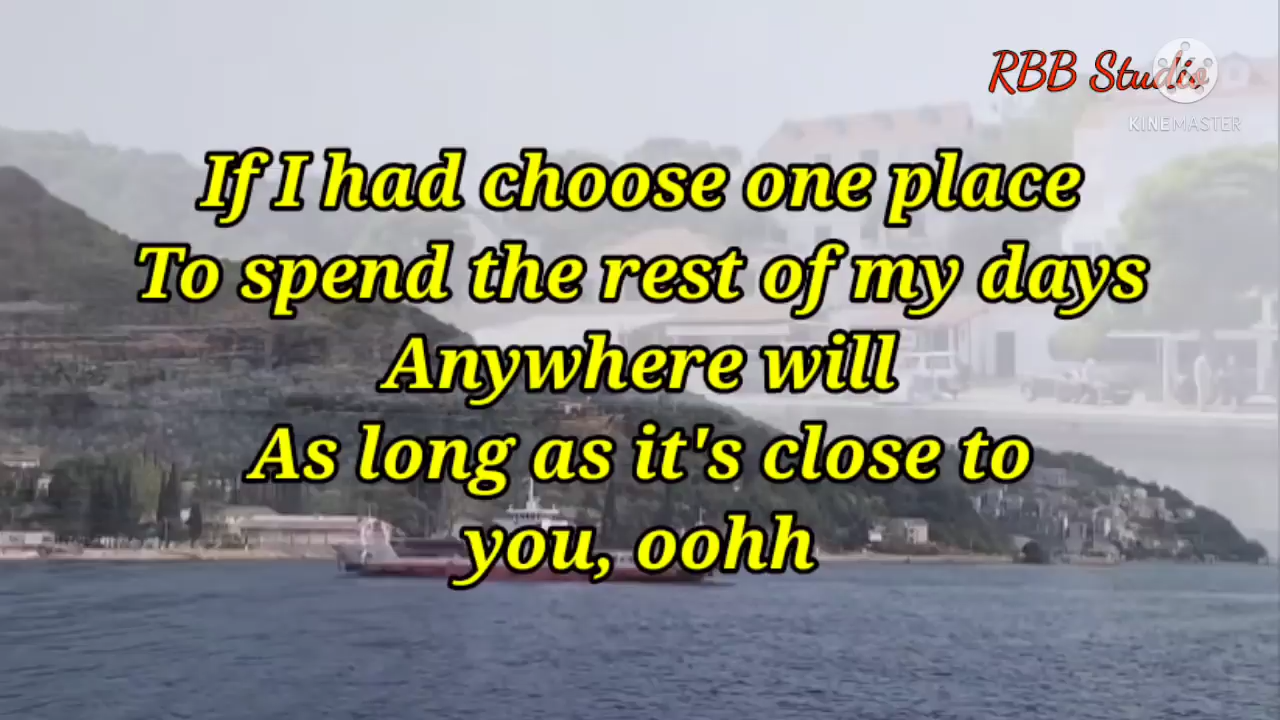 RBB Studio
KINEMASTER
If I had choose one place
To spend the rest of my days
Anywhere will
As long as it's close to
you, oohh